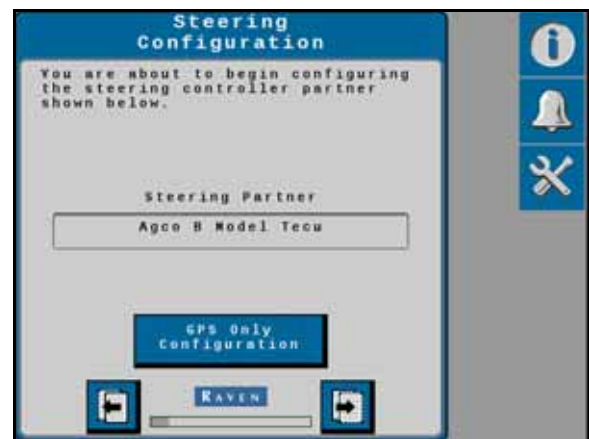 Steering
Configuration
You are about to begin configuring
the steering controller partner
shown below.
Steering Partner
Agco B Model Tecu
GPS Only
Configuration
RAVEN